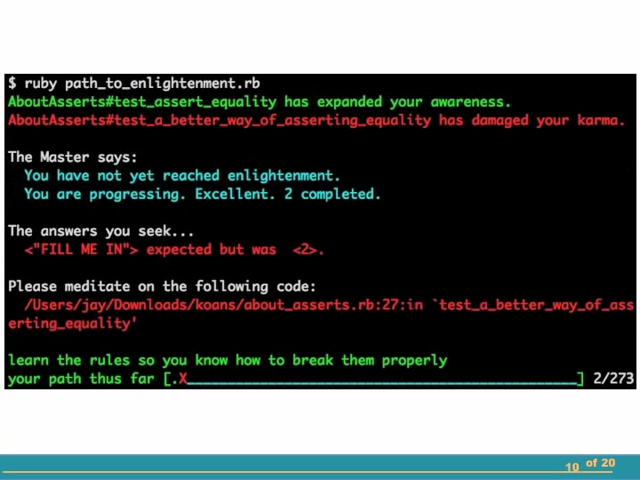 $ ruby path_to_enlightenment.rb
AboutAsserts#test_assert_equality has expanded your awareness.
AboutAsserts#test_a_better_way_of_asserting_equality has damaged your karma.
The Master says:
You have not yet reached enlightenment.
You are progressing. Excellent. 2 completed.
The answers you seek...
<"FILL ME IN"> expected but was  <2>.
Please meditate on the following code:
/Users/jay/Downloads/koans/about_asserts.rb:27:in `test_a_better_way_of_ass
erting_equality'
learn the rules so you know how to break them properly
your path thus far [.X________________________________________________] 2/273
10 of 20